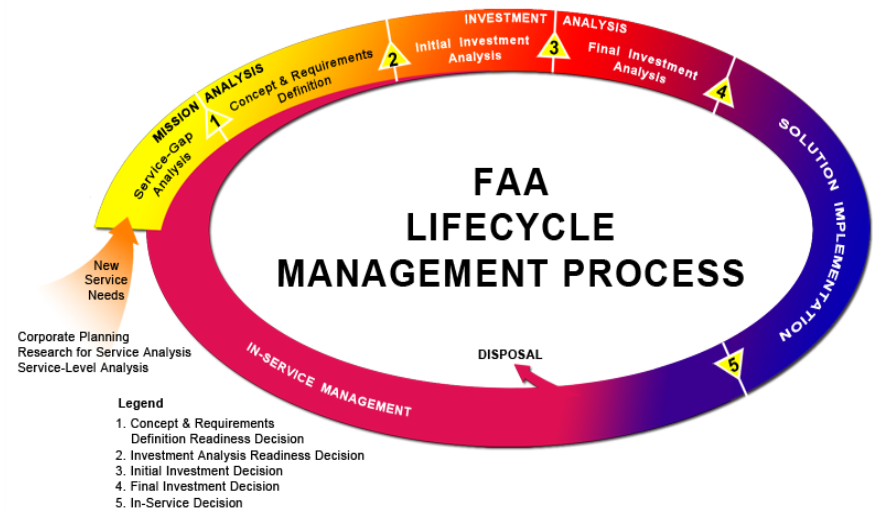 MISSION ANALYSIS
Service-Gap
Analysis
1
Concept & Requirements
Definition
2
INVESTMENT ANALYSIS
Initial Investment
Analysis
3
Final Investment
Analysis
4
SOLUTION IMPLEMENTATION
5
FAA
LIFECYCLE
MANAGEMENT PROCESS
New
Service
Needs
Corporate Planning
Research for Service Analysis
Service-Level Analysis
IN-SERVICE MANAGEMENT
DISPOSAL
Legend
1. Concept & Requirements
Definition Readiness Decision
2. Investment Analysis Readiness Decision
3. Initial Investment Decision
4. Final Investment Decision
5. In-Service Decision